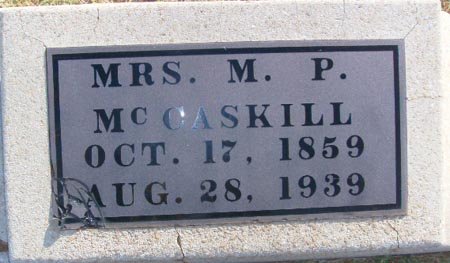 MRS. M. P.
McCASKILL
OCT. 17, 1859
AUG. 28, 1939